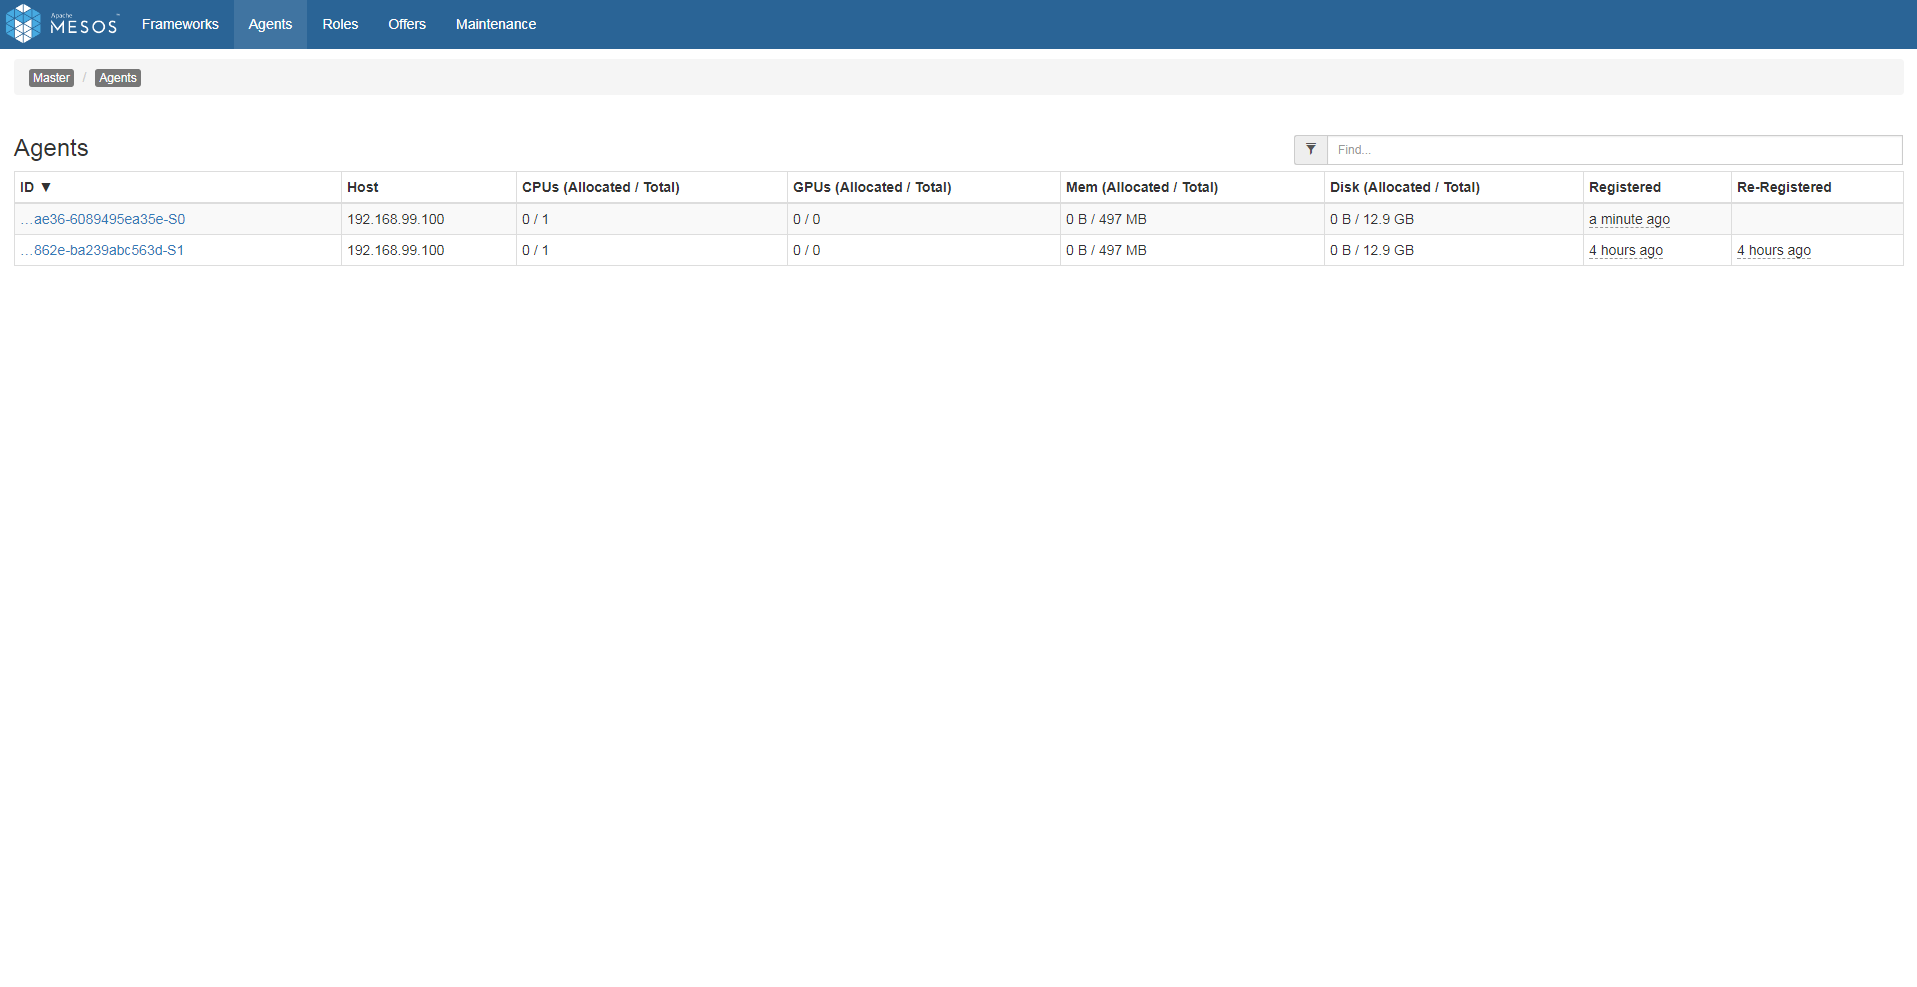 Apache MESOS™ Frameworks Agents Roles Offers Maintenance
Master / Agents
Agents Find...
ID ▼ Host CPUs (Allocated / Total) GPUs (Allocated / Total) Mem (Allocated / Total) Disk (Allocated / Total) Registered Re-Registered
…ae36-6089495ea35e-S0 192.168.99.100 0 / 1 0 / 0 0 B / 497 MB 0 B / 12.9 GB a minute ago
…862e-ba239abc563d-S1 192.168.99.100 0 / 1 0 / 0 0 B / 497 MB 0 B / 12.9 GB 4 hours ago 4 hours ago